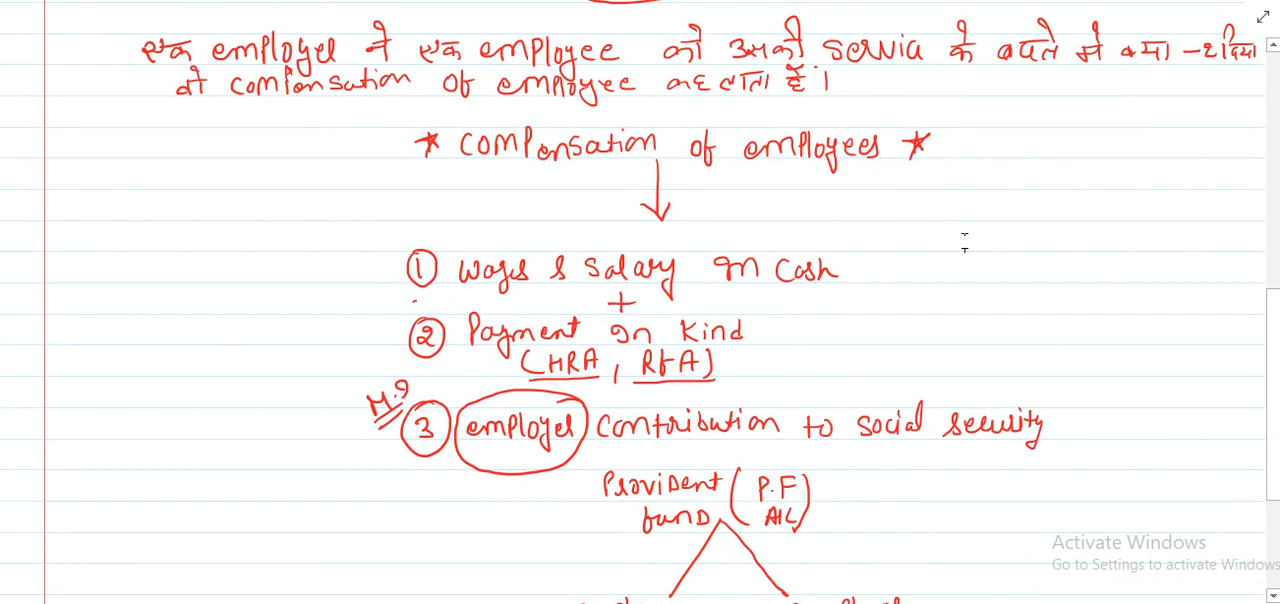 एक employer ने एक employee को उसकी service के बदले में क्या-2 दिया
वो compensation of employee कहलाता है।
* Compensation of employees *
① Wages & Salary In Cash
+
② Payment In Kind
(HRA, RFA)
③ employer contribution to social security
Provident (P.F
fund A/C)
Activate Windows
Go to Settings to activate Windows